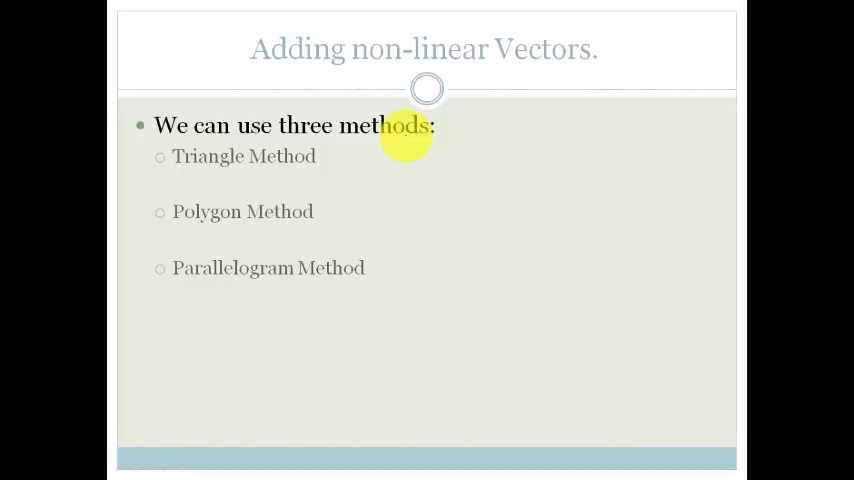 Adding non-linear Vectors.
We can use three methods:
Triangle Method
Polygon Method
Parallelogram Method